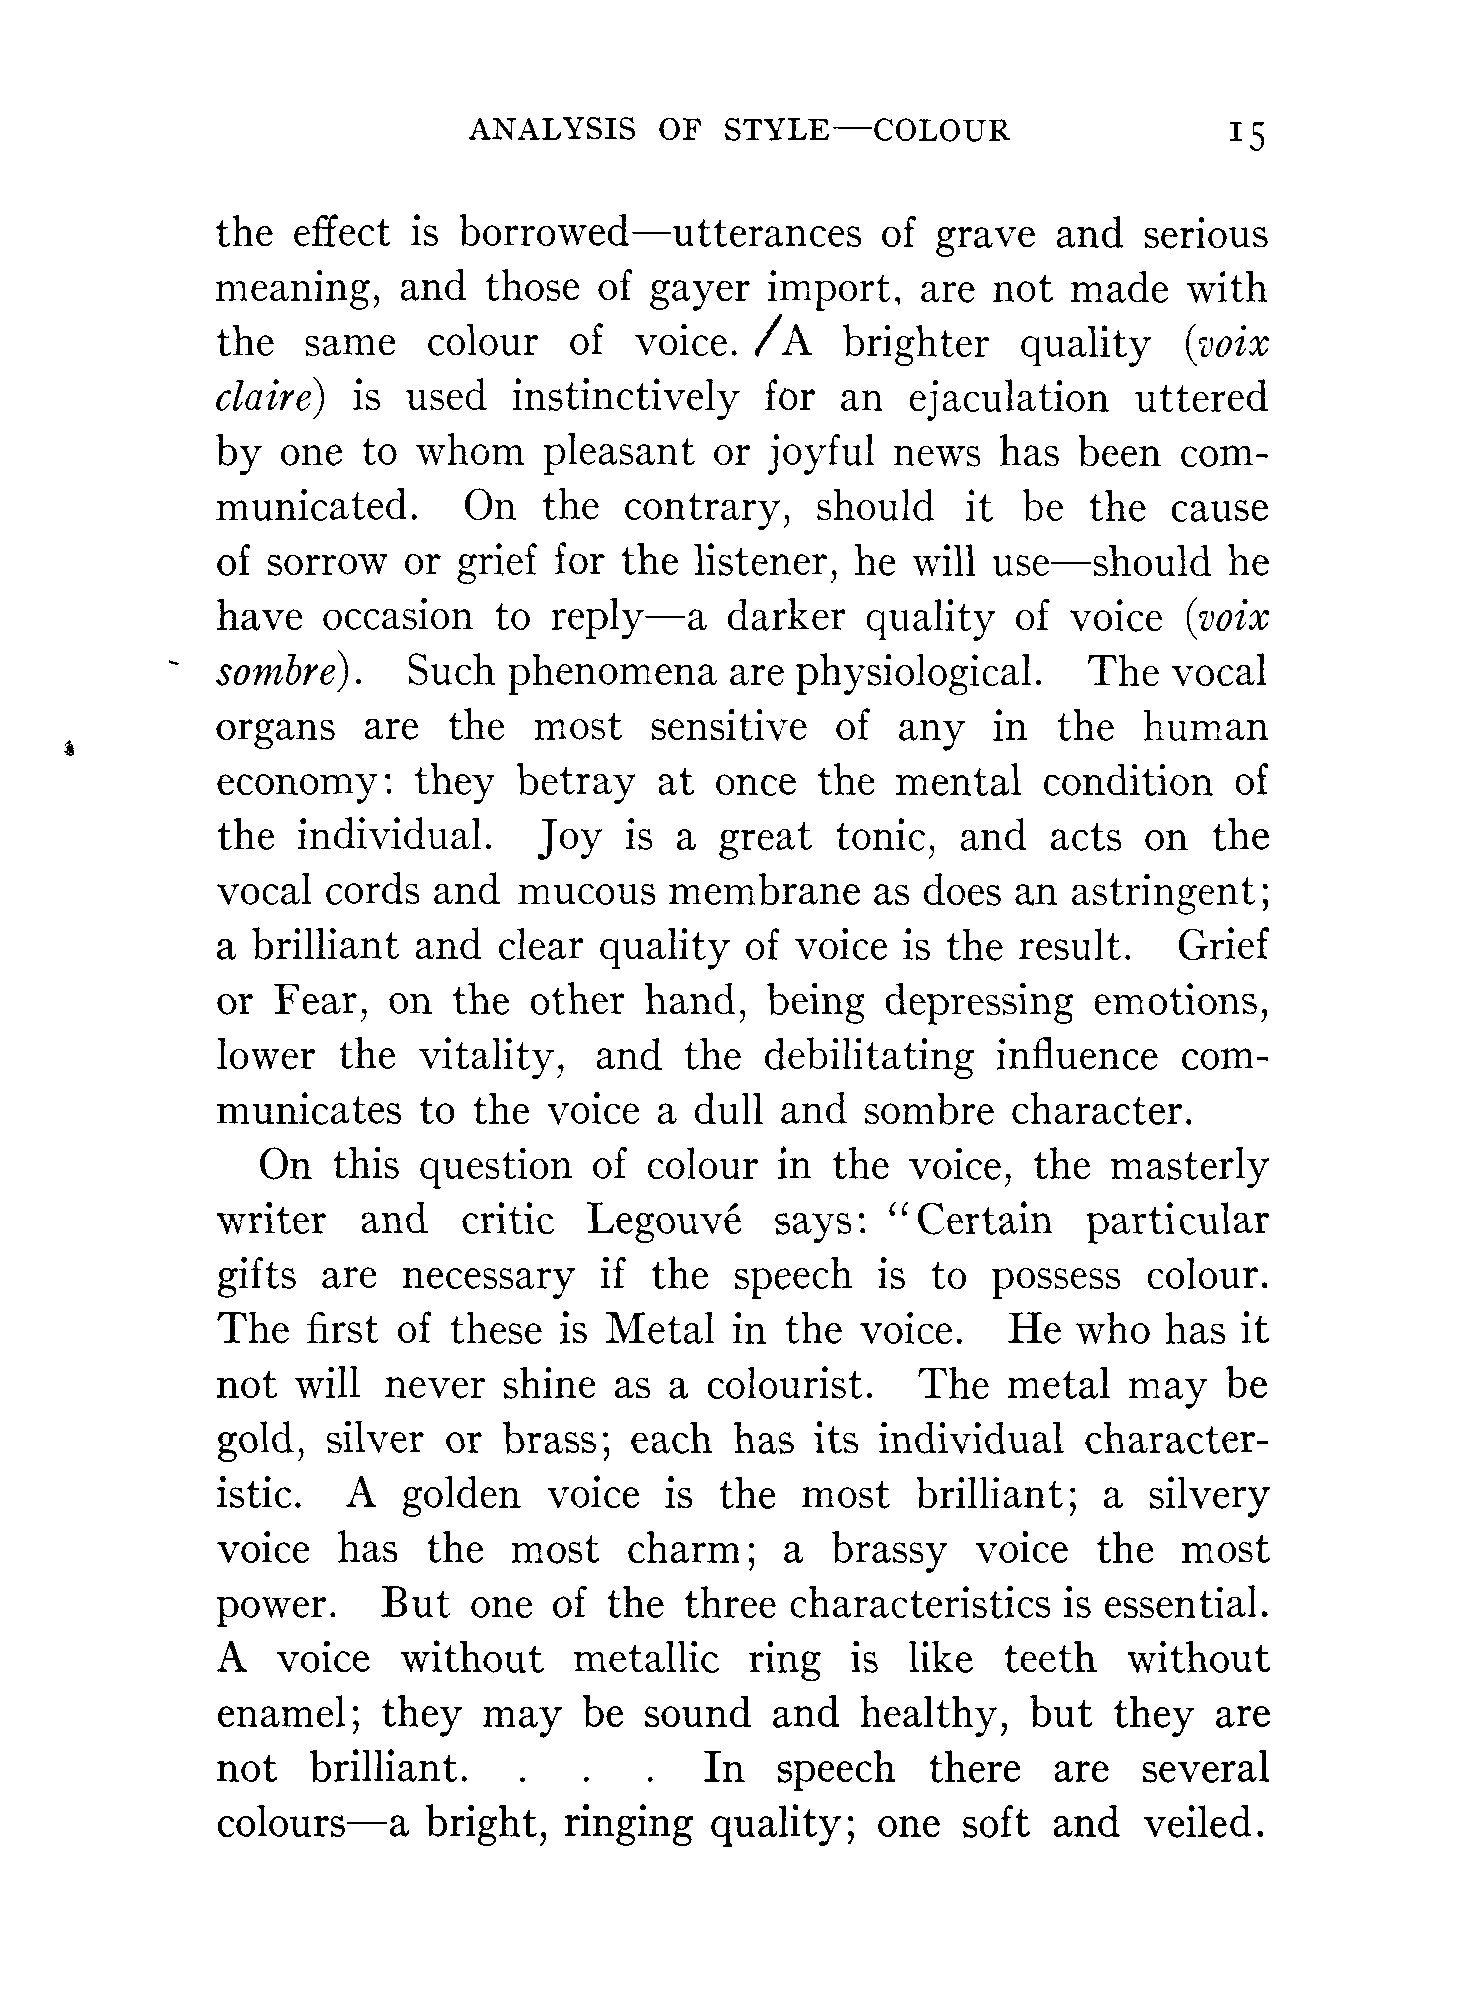 ANALYSIS OF STYLE—COLOUR 15
the effect is borrowed—utterances of grave and serious
meaning, and those of gayer import, are not made with
the same colour of voice. /A brighter quality (voix
claire) is used instinctively for an ejaculation uttered
by one to whom pleasant or joyful news has been com-
municated. On the contrary, should it be the cause
of sorrow or grief for the listener, he will use—should he
have occasion to reply—a darker quality of voice (voix
sombre). Such phenomena are physiological. The vocal
organs are the most sensitive of any in the human
economy: they betray at once the mental condition of
the individual. Joy is a great tonic, and acts on the
vocal cords and mucous membrane as does an astringent;
a brilliant and clear quality of voice is the result. Grief
or Fear, on the other hand, being depressing emotions,
lower the vitality, and the debilitating influence com-
municates to the voice a dull and sombre character.
On this question of colour in the voice, the masterly
writer and critic Legouvé says: “Certain particular
gifts are necessary if the speech is to possess colour.
The first of these is Metal in the voice. He who has it
not will never shine as a colourist. The metal may be
gold, silver or brass; each has its individual character-
istic. A golden voice is the most brilliant; a silvery
voice has the most charm; a brassy voice the most
power. But one of the three characteristics is essential.
A voice without metallic ring is like teeth without
enamel; they may be sound and healthy, but they are
not brilliant. . . . In speech there are several
colours—a bright, ringing quality; one soft and veiled.